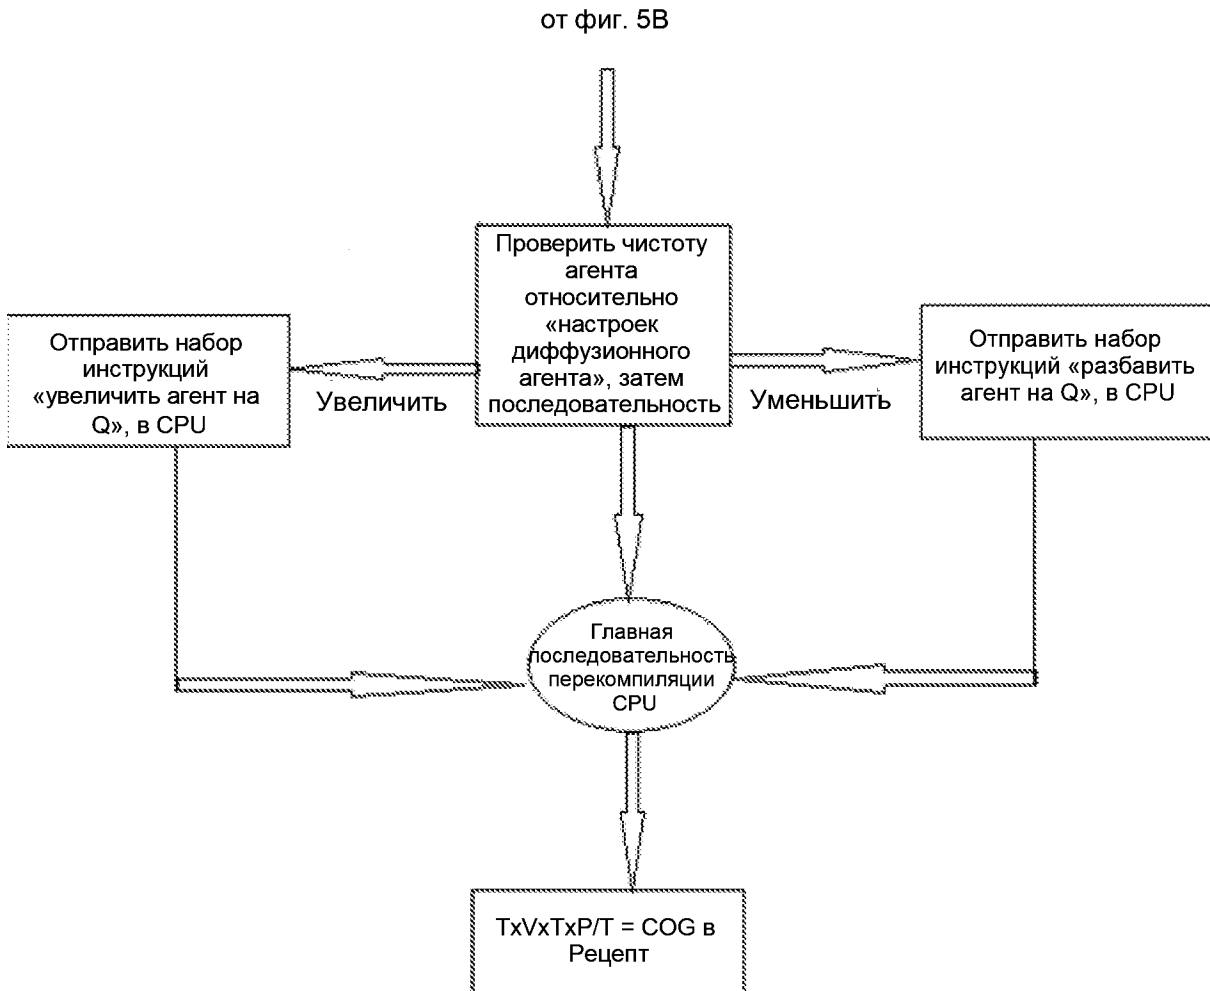 от фиг. 5B
Проверить чистоту
агента
относительно
«настроек
диффузионного
агента», затем
последовательность
Отправить набор
инструкций
«увеличить агент на
Q», в CPU
Увеличить
Уменьшить
Отправить набор
инструкций «разбавить
агент на Q», в CPU
Главная
последовательность
перекомпиляции
CPU
TxVxTxP/T = COG в
Рецепт